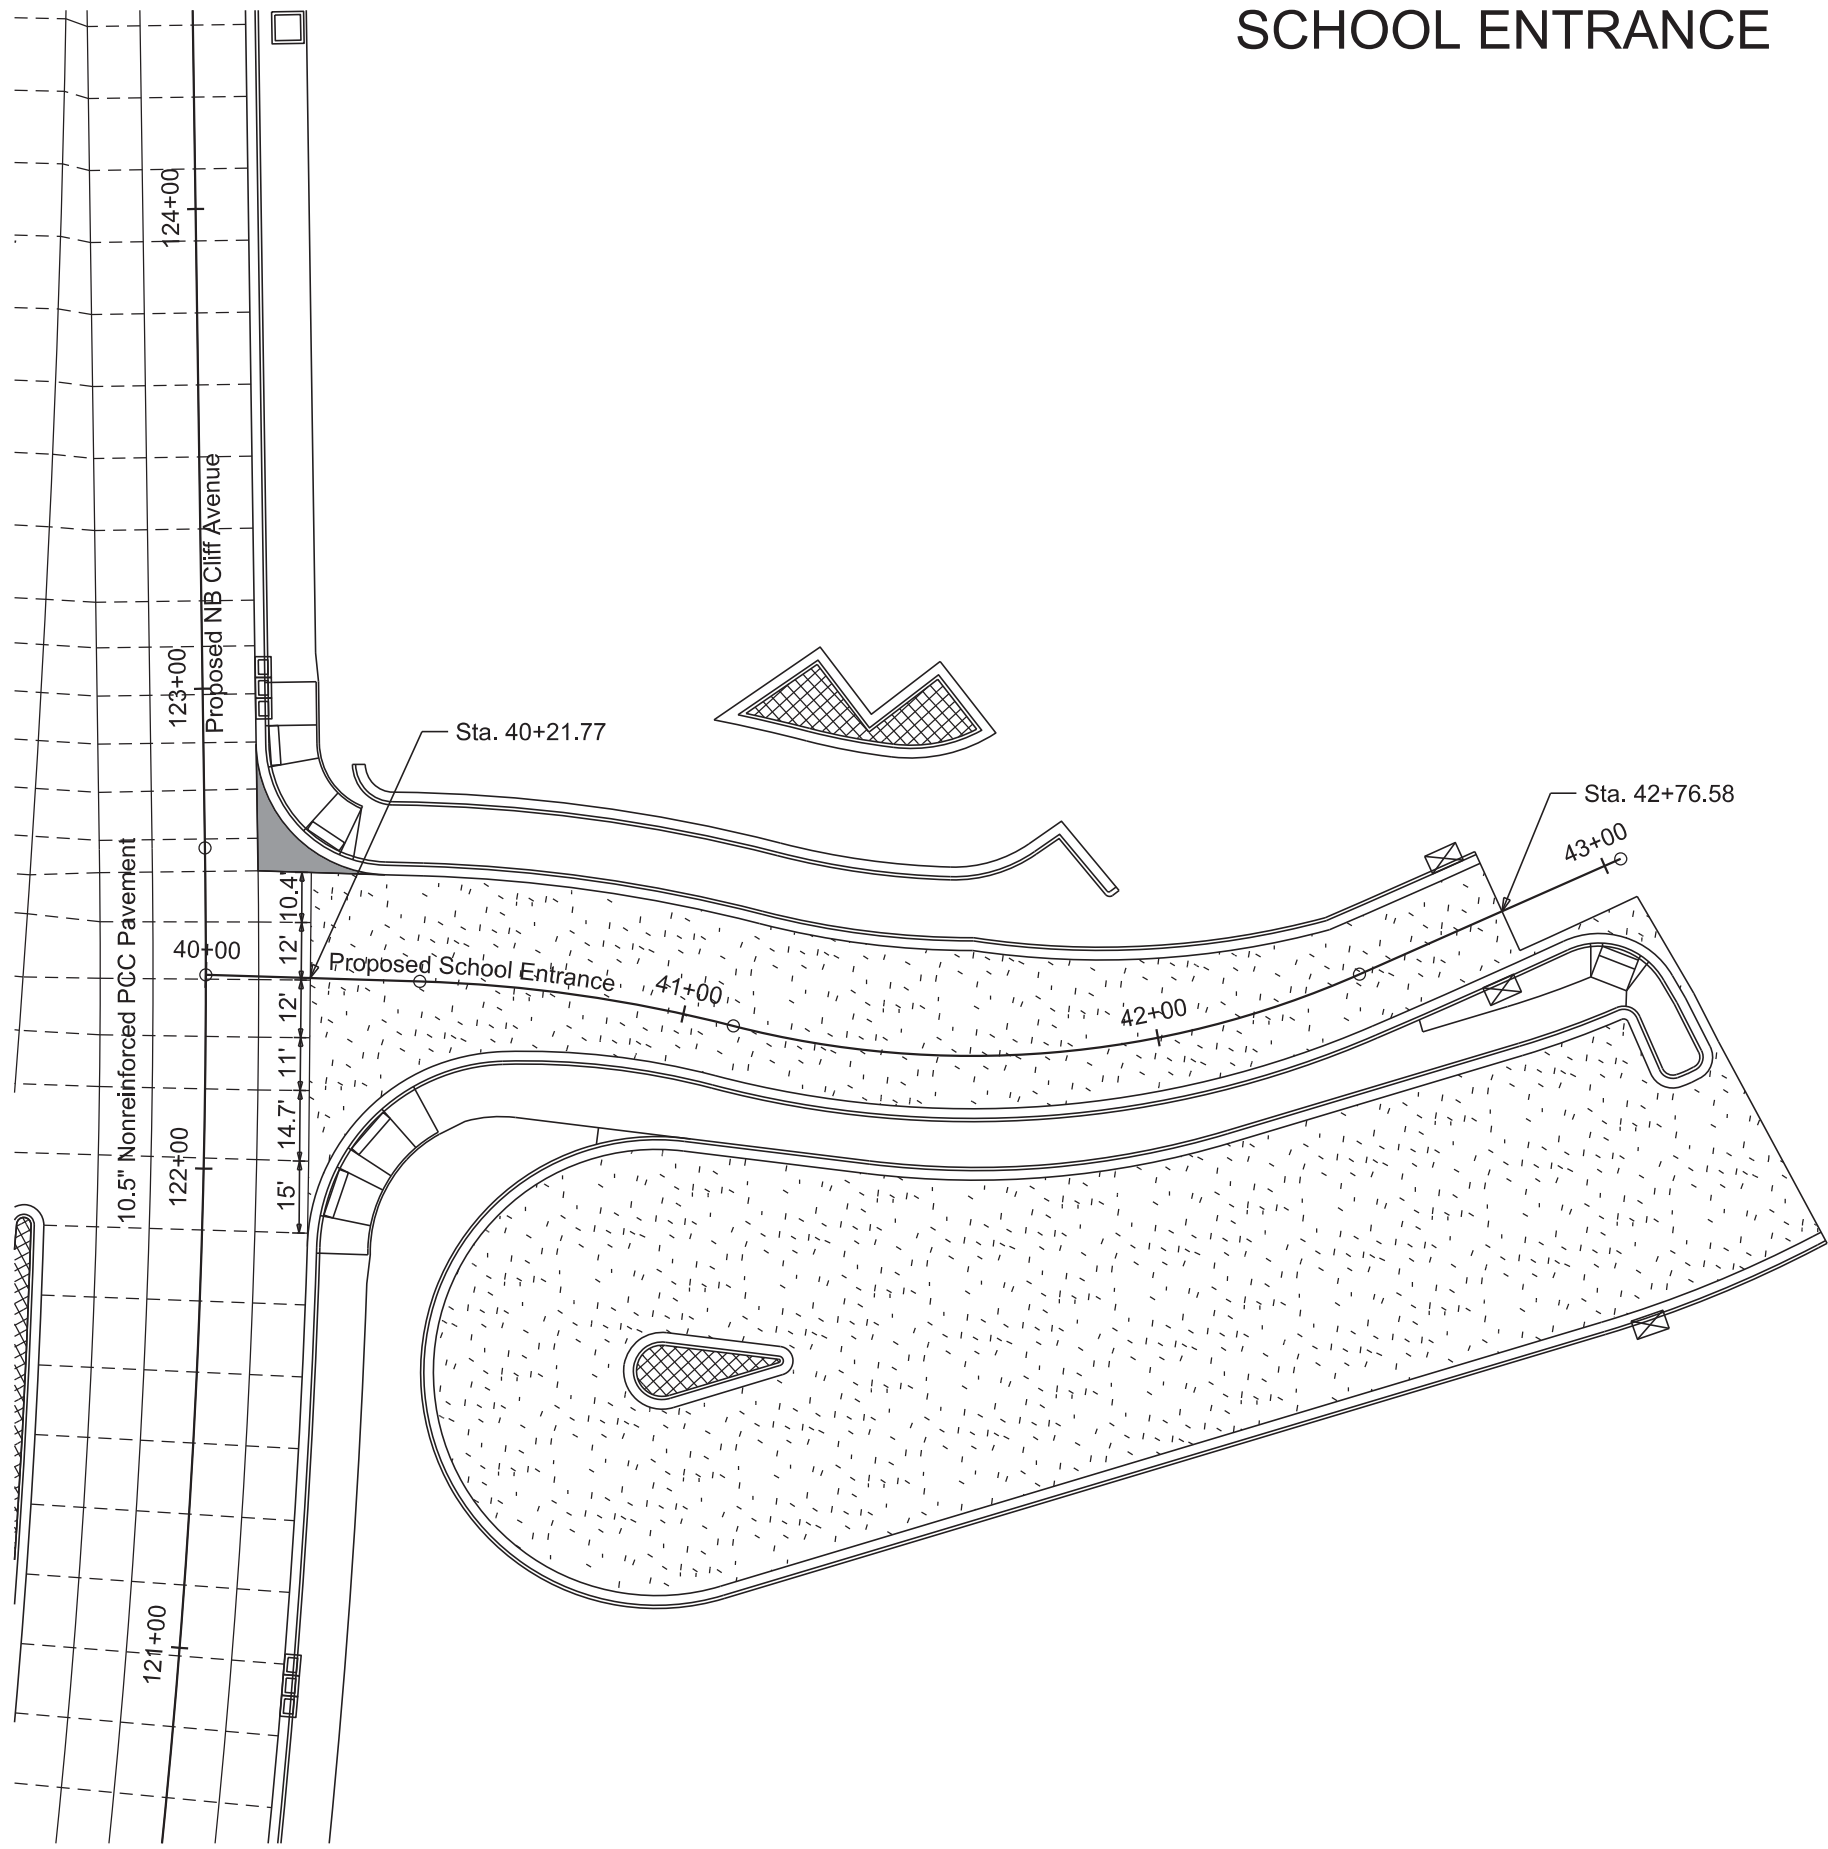 SCHOOL ENTRANCE
124+00
Proposed NB Cliff Avenue
123+00
Sta. 40+21.77
Sta. 42+76.58
43+00
10.5" Nonreinforced PCC Pavement
10.4'
12'
40+00
Proposed School Entrance
41+00
42+00
12'
11'
14.7'
122+00
15'
121+00